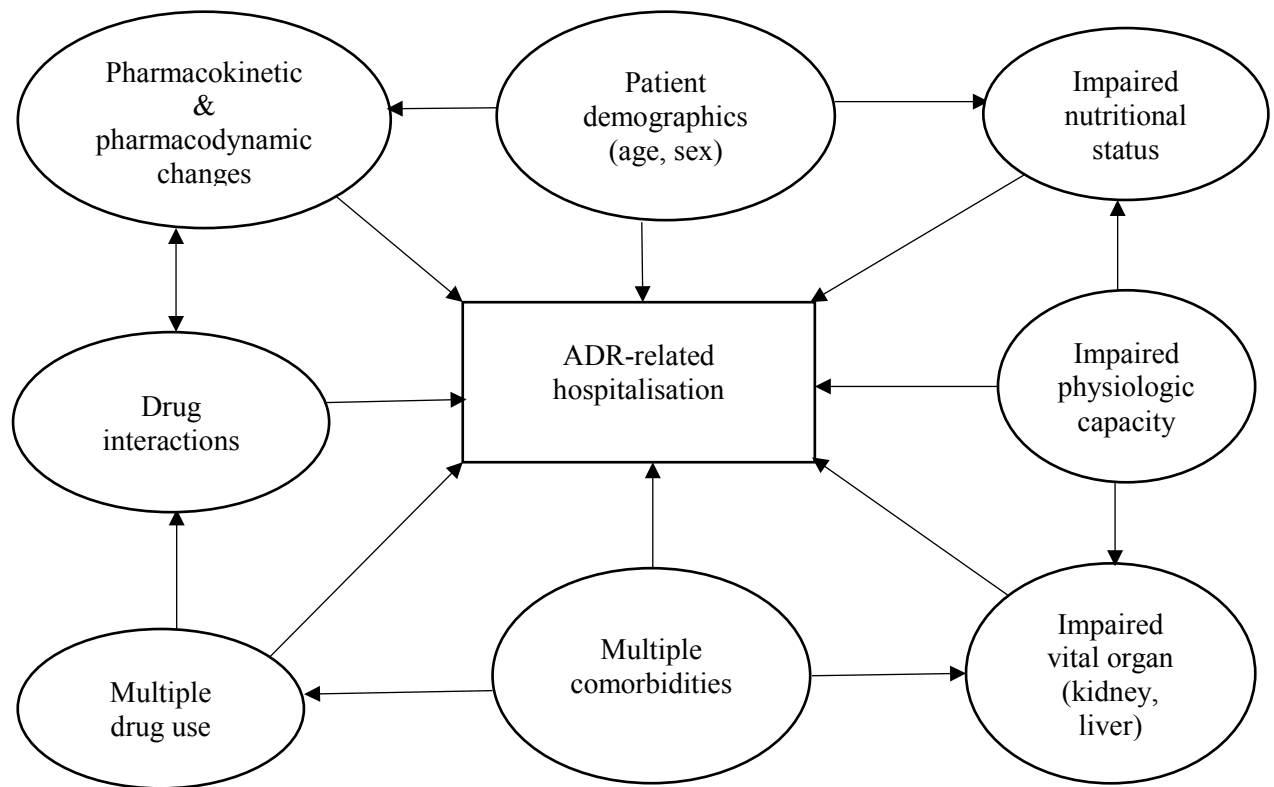 Pharmacokinetic
&
pharmacodynamic
changes
Patient
demographics
(age, sex)
Impaired
nutritional
status
ADR-related
hospitalisation
Impaired
physiologic
capacity
Drug
interactions
Multiple
drug use
Multiple
comorbidities
Impaired
vital organ
(kidney,
liver)